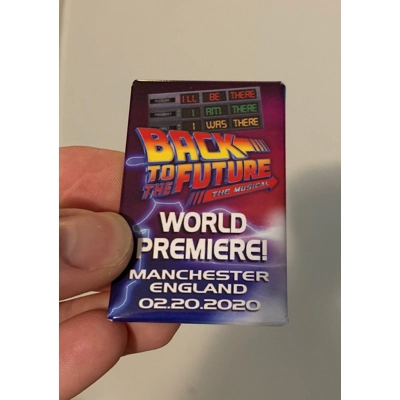 I'LL BE THERE
I AM THERE
I WAS THERE
BACK
TO THE FUTURE
THE MUSICAL
WORLD
PREMIERE!
MANCHESTER
ENGLAND
02.20.2020